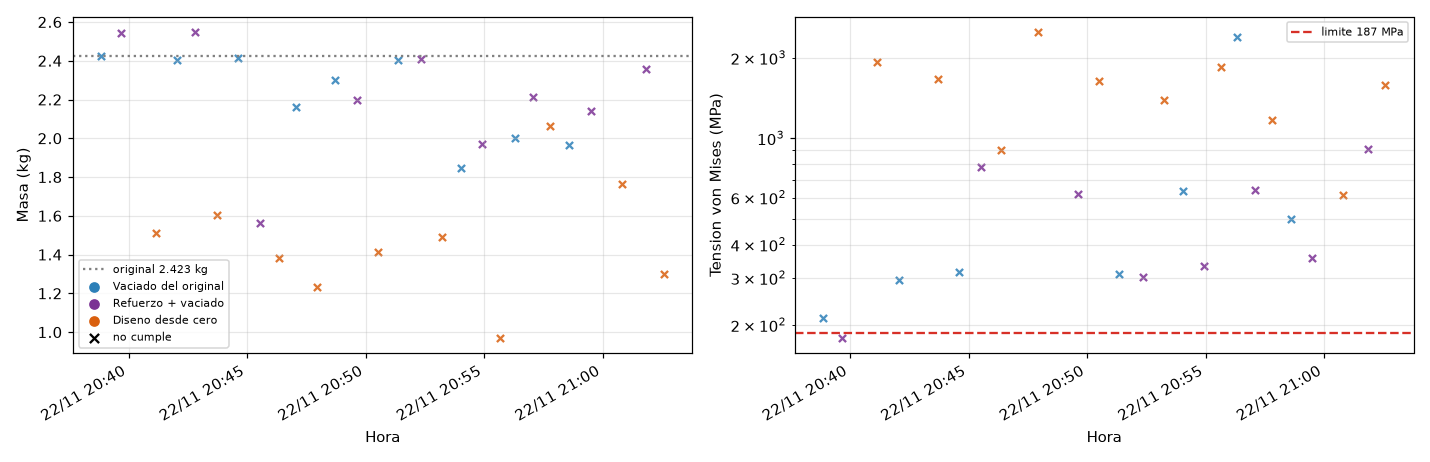 2.6
2.4
2.2
2.0
1.8
1.6
1.4
1.2
1.0
Masa (kg)
original 2.423 kg
Vaciado del original
Refuerzo + vaciado
Diseno desde cero
no cumple
22/11 20:40
22/11 20:45
22/11 20:50
22/11 20:55
22/11 21:00
Hora
limite 187 MPa
2 × 10³
10³
6 × 10²
4 × 10²
3 × 10²
2 × 10²
Tension von Mises (MPa)
22/11 20:40
22/11 20:45
22/11 20:50
22/11 20:55
22/11 21:00
Hora